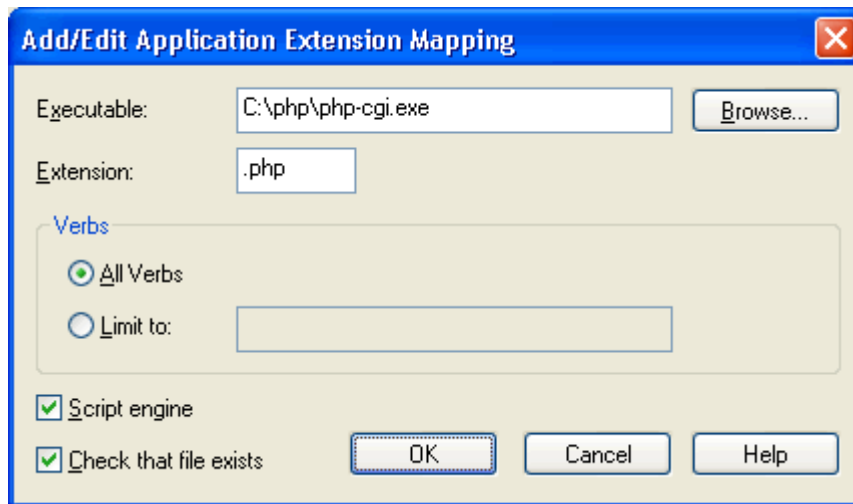 Add/Edit Application Extension Mapping
Executable: C:\php\php-cgi.exe Browse...
Extension: .php
Verbs
All Verbs
Limit to:
Script engine
Check that file exists OK Cancel Help